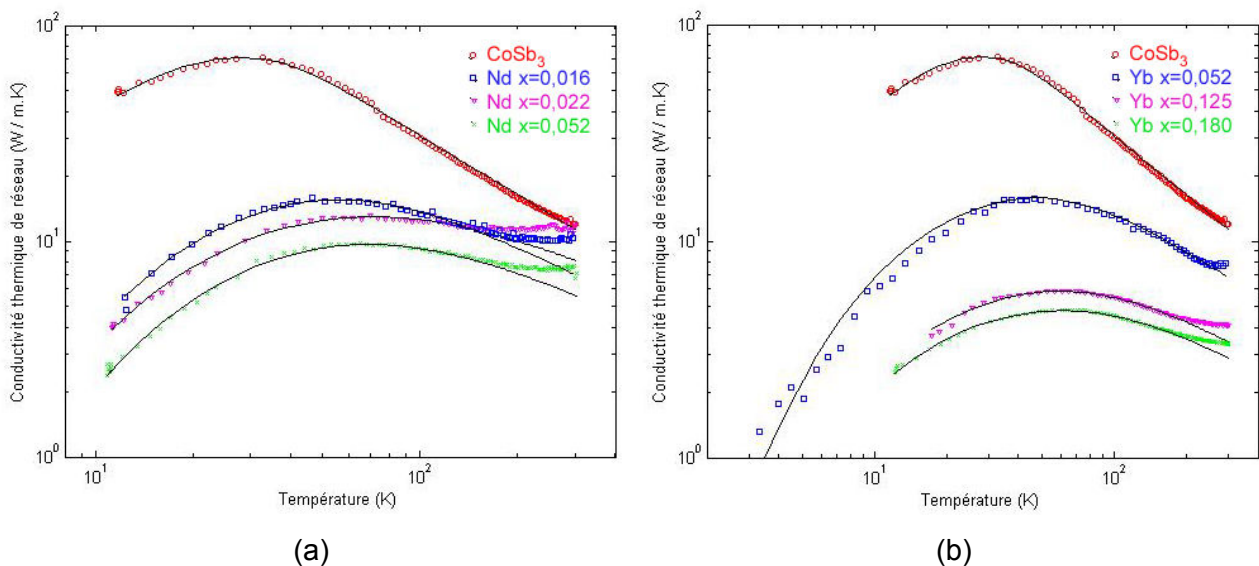 10²
10¹
10⁰
Conductivité thermique de réseau (W / m.K)
CoSb₃
Nd x=0,016
Nd x=0,022
Nd x=0,052
10¹
10²
Température (K)
(a)
10²
10¹
10⁰
Conductivité thermique de réseau (W / m.K)
CoSb₃
Yb x=0,052
Yb x=0,125
Yb x=0,180
10¹
10²
Température (K)
(b)